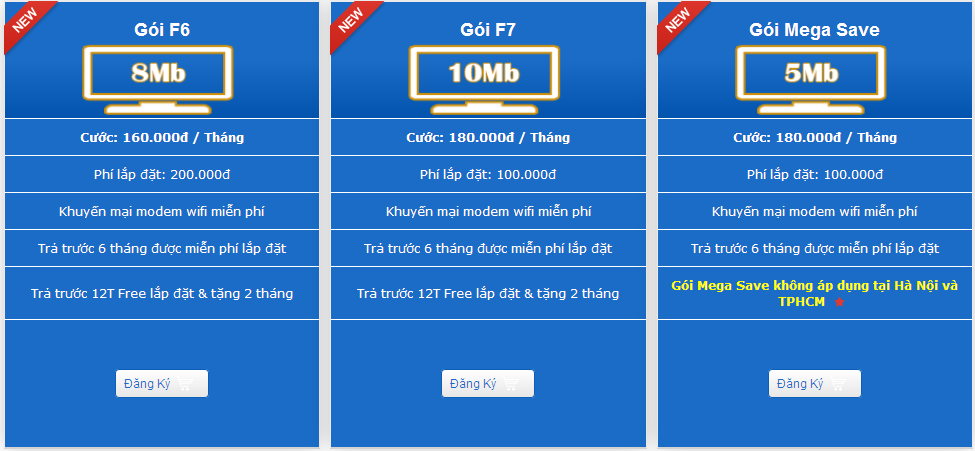 NEW
Gói F6
8Mb
Cước: 160.000đ / Tháng
Phí lắp đặt: 200.000đ
Khuyến mại modem wifi miễn phí
Trả trước 6 tháng được miễn phí lắp đặt
Trả trước 12T Free lắp đặt & tặng 2 tháng
Đăng Ký
NEW
Gói F7
10Mb
Cước: 180.000đ / Tháng
Phí lắp đặt: 100.000đ
Khuyến mại modem wifi miễn phí
Trả trước 6 tháng được miễn phí lắp đặt
Trả trước 12T Free lắp đặt & tặng 2 tháng
Đăng Ký
NEW
Gói Mega Save
5Mb
Cước: 180.000đ / Tháng
Phí lắp đặt: 100.000đ
Khuyến mại modem wifi miễn phí
Trả trước 6 tháng được miễn phí lắp đặt
Gói Mega Save không áp dụng tại Hà Nội và
TPHCM
Đăng Ký